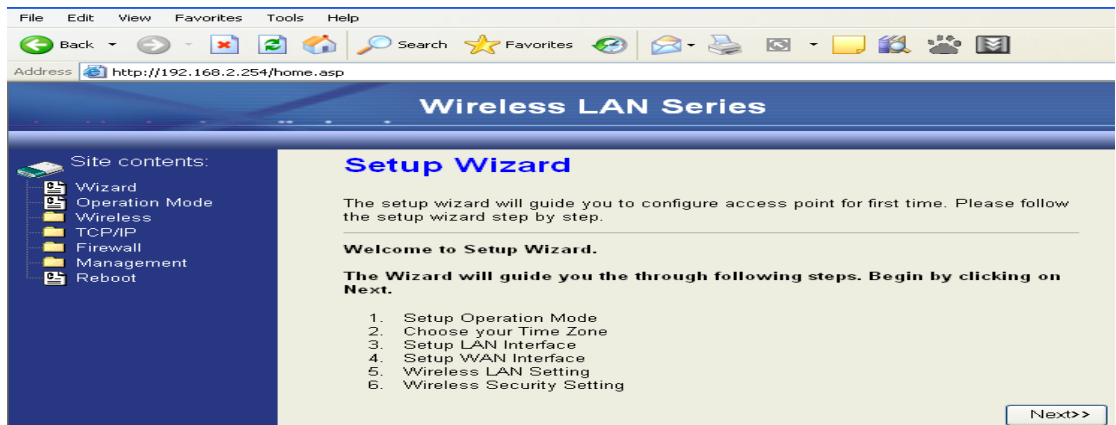 File Edit View Favorites Tools Help
Back Search Favorites
Address http://192.168.2.254/home.asp
Wireless LAN Series
Site contents:
Wizard
Operation Mode
Wireless
TCP/IP
Firewall
Management
Reboot
Setup Wizard
The setup wizard will guide you to configure access point for first time. Please follow
the setup wizard step by step.
Welcome to Setup Wizard.
The Wizard will guide you the through following steps. Begin by clicking on
Next.
1. Setup Operation Mode
2. Choose your Time Zone
3. Setup LAN Interface
4. Setup WAN Interface
5. Wireless LAN Setting
6. Wireless Security Setting
Next>>